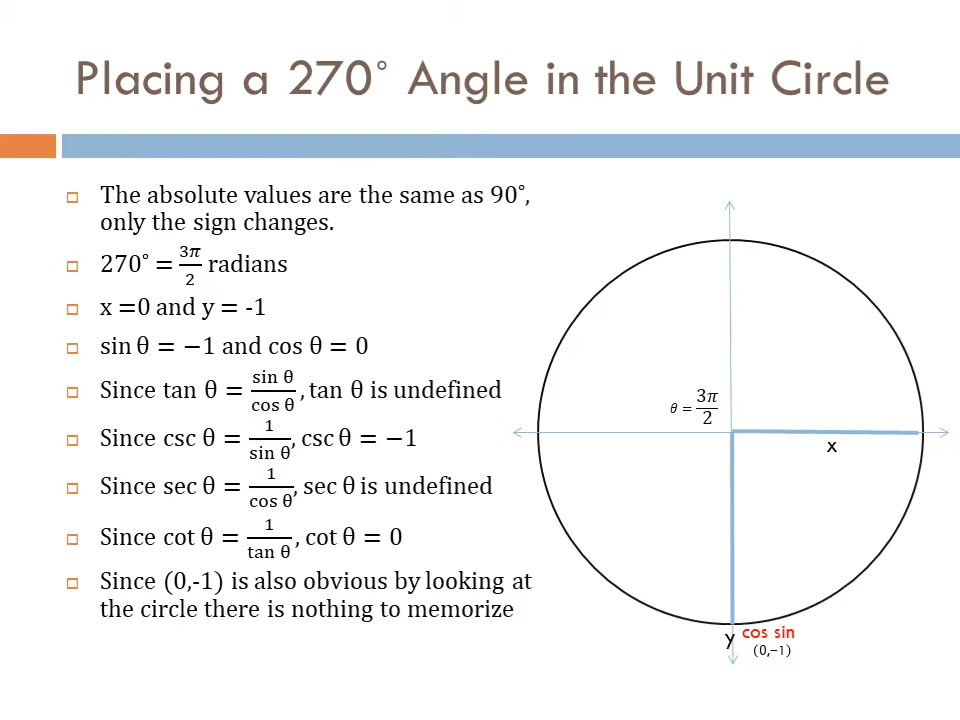 Placing a 270˚ Angle in the Unit Circle
The absolute values are the same as 90˚,
only the sign changes.
270˚ = 3π/2 radians
x =0 and y = -1
sin θ = −1 and cos θ = 0
Since tan θ = sin θ/cos θ, tan θ is undefined
Since csc θ = 1/sin θ, csc θ = −1
Since sec θ = 1/cos θ, sec θ is undefined
Since cot θ = 1/tan θ, cot θ = 0
Since (0,-1) is also obvious by looking at
the circle there is nothing to memorize
θ = 3π/2
x
y
cos sin
(0,−1)